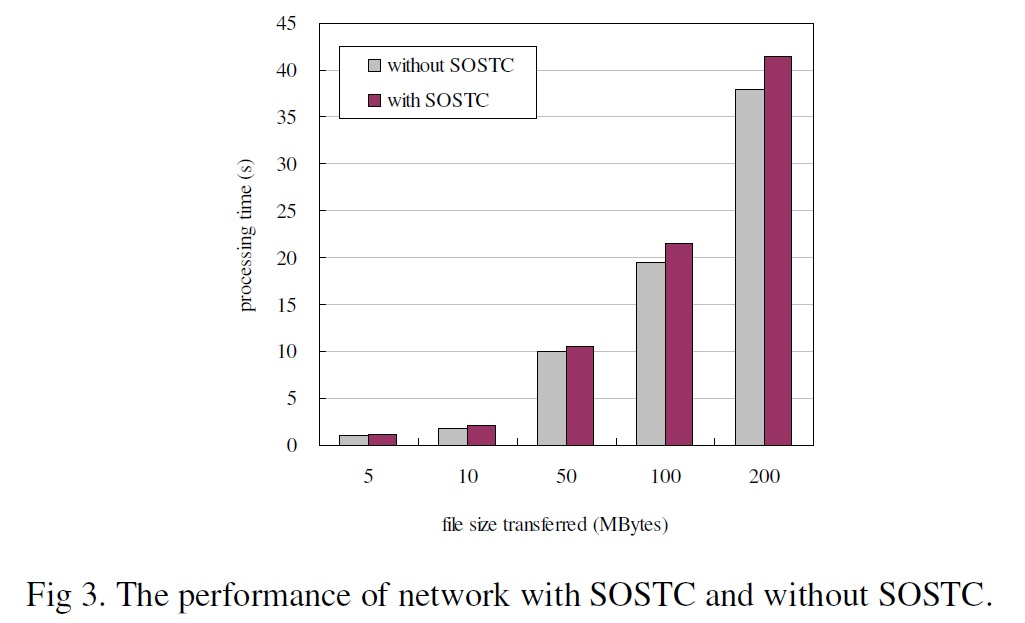 45
40
35
30
25
20
15
10
5
0
processing time (s)
without SOSTC
with SOSTC
5 10 50 100 200
file size transferred (MBytes)
Fig 3. The performance of network with SOSTC and without SOSTC.